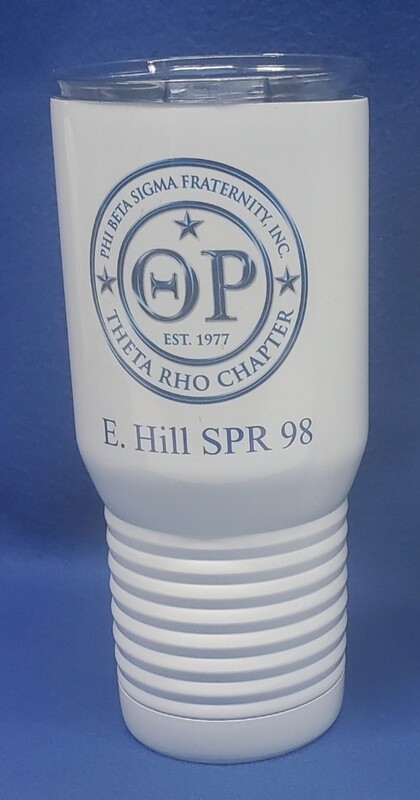 PHI BETA SIGMA FRATERNITY, INC.
ΘΡ
EST. 1977
THETA RHO CHAPTER
E. Hill SPR 98